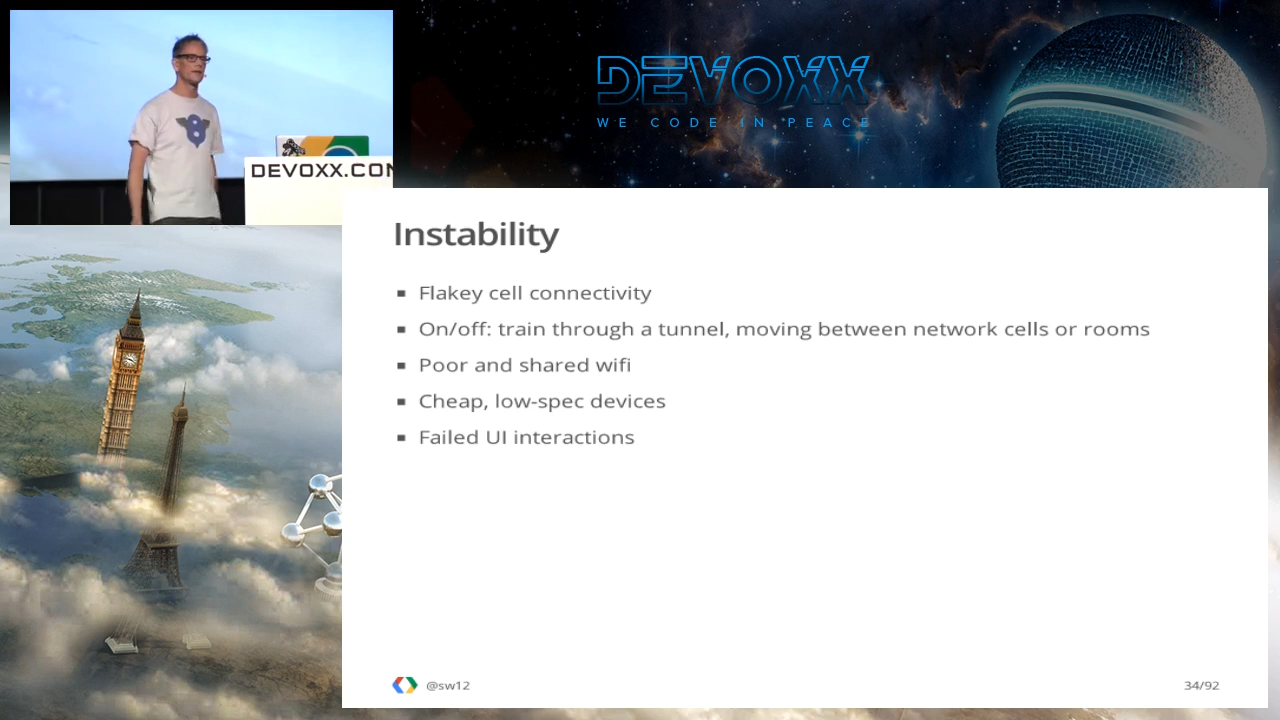 DEVOXX
WE CODE IN PEACE
DEVOXX.COM
Instability
Flakey cell connectivity
On/off: train through a tunnel, moving between network cells or rooms
Poor and shared wifi
Cheap, low-spec devices
Failed UI interactions
@sw12
34/92